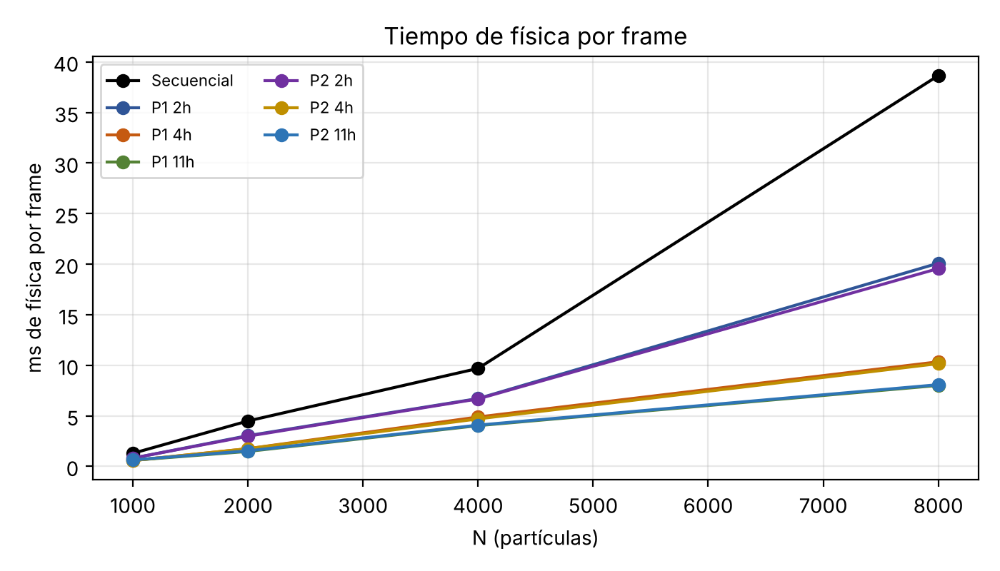 Tiempo de física por frame
Secuencial
P1 2h
P1 4h
P1 11h
P2 2h
P2 4h
P2 11h
40
35
30
25
20
15
10
5
0
ms de física por frame
1000 2000 3000 4000 5000 6000 7000 8000
N (partículas)